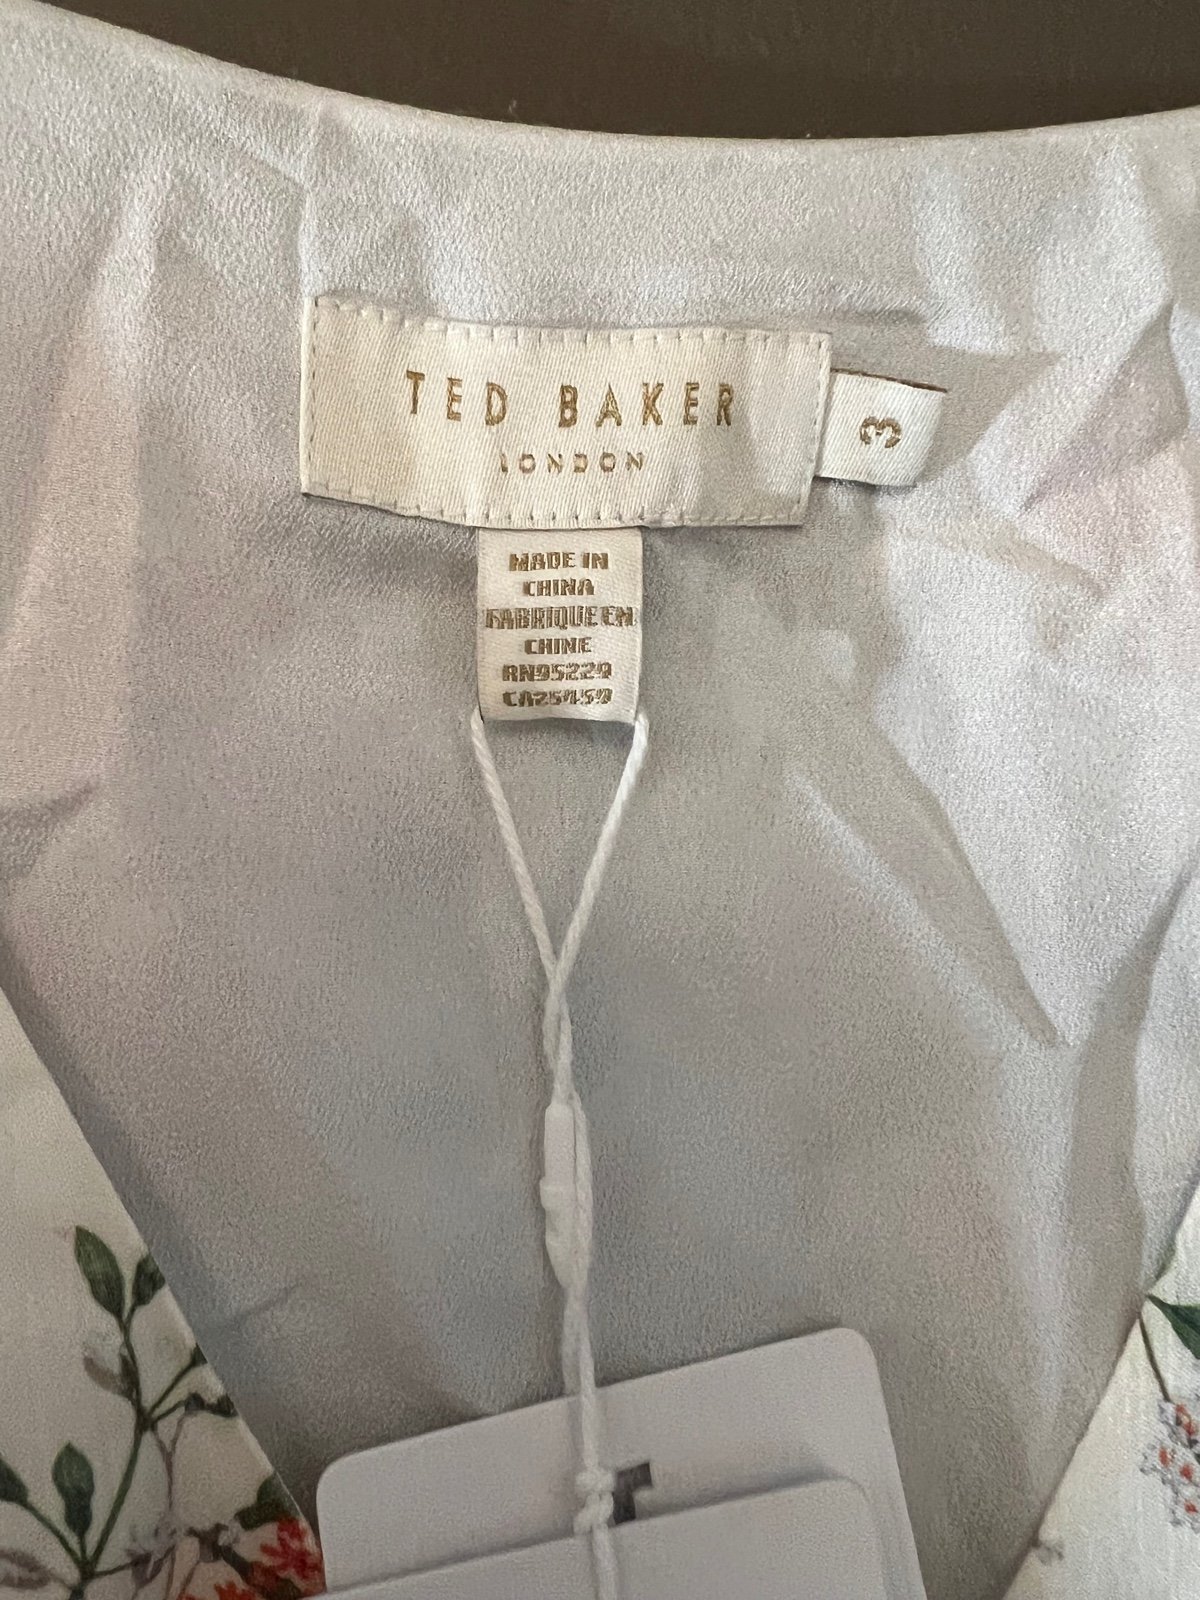 TED BAKER
LONDON
3
MADE IN
CHINA
FABRIQUE EN
CHINE
RN95229
CA25459
T